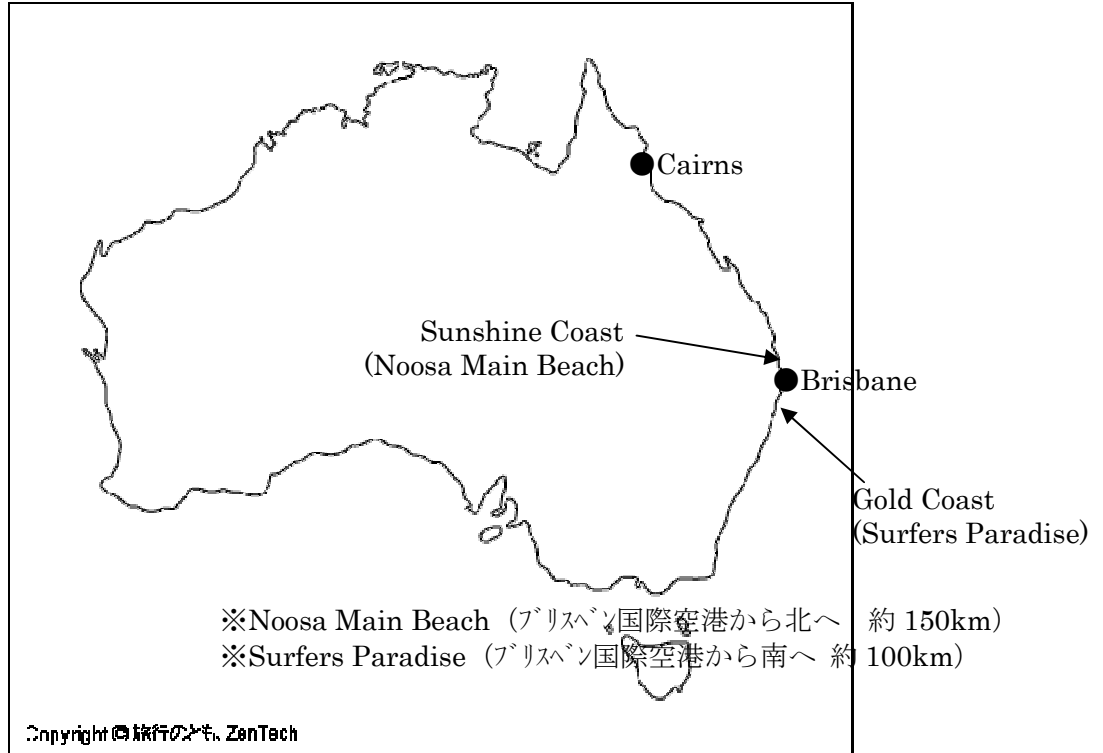 Cairns
Sunshine Coast
(Noosa Main Beach)
Brisbane
Gold Coast
(Surfers Paradise)
※Noosa Main Beach（ﾌﾞﾘｽﾍﾞﾝ国際空港から北へ　約 150km）
※Surfers Paradise（ﾌﾞﾘｽﾍﾞﾝ国際空港から南へ 約 100km）
Copyright © 旅行のとも、ZenTech